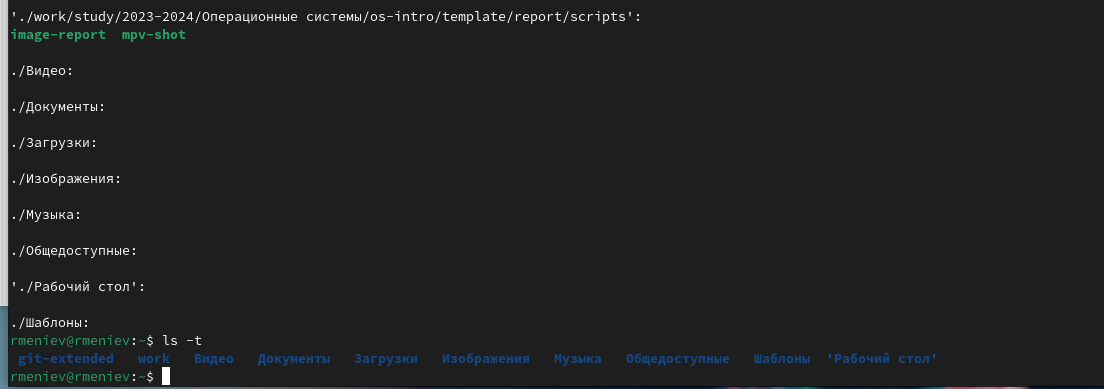 './work/study/2023-2024/Операционные системы/os-intro/template/report/scripts':
image-report  mpv-shot
./Видео:
./Документы:
./Загрузки:
./Изображения:
./Музыка:
./Общедоступные:
'./Рабочий стол':
./Шаблоны:
rmeniev@rmeniev:~$ ls -t
git-extended  work  Видео  Документы  Загрузки  Изображения  Музыка  Общедоступные  Шаблоны  'Рабочий стол'
rmeniev@rmeniev:~$